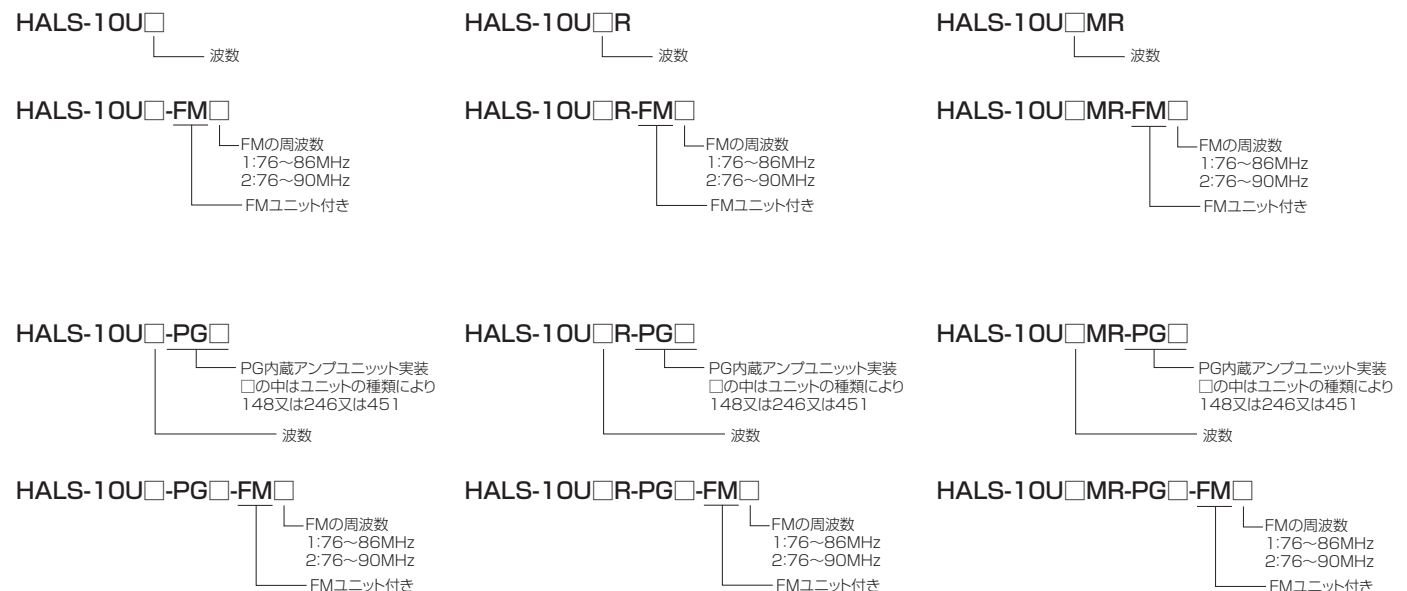 HALS-10U□
波数
HALS-10U□R
波数
HALS-10U□MR
波数
HALS-10U□-FM□
FMの周波数
1:76～86MHz
2:76～90MHz
FMユニット付き
HALS-10U□R-FM□
FMの周波数
1:76～86MHz
2:76～90MHz
FMユニット付き
HALS-10U□MR-FM□
FMの周波数
1:76～86MHz
2:76～90MHz
FMユニット付き
HALS-10U□-PG□
PG内蔵アンプユニッット実装
□の中はユニットの種類により
148又は246又は451
波数
HALS-10U□R-PG□
PG内蔵アンプユニッット実装
□の中はユニットの種類により
148又は246又は451
波数
HALS-10U□MR-PG□
PG内蔵アンプユニッット実装
□の中はユニットの種類により
148又は246又は451
波数
HALS-10U□-PG□-FM□
FMの周波数
1:76～86MHz
2:76～90MHz
FMユニット付き
HALS-10U□R-PG□-FM□
FMの周波数
1:76～86MHz
2:76～90MHz
FMユニット付き
HALS-10U□MR-PG□-FM□
FMの周波数
1:76～86MHz
2:76～90MHz
FMユニット付き